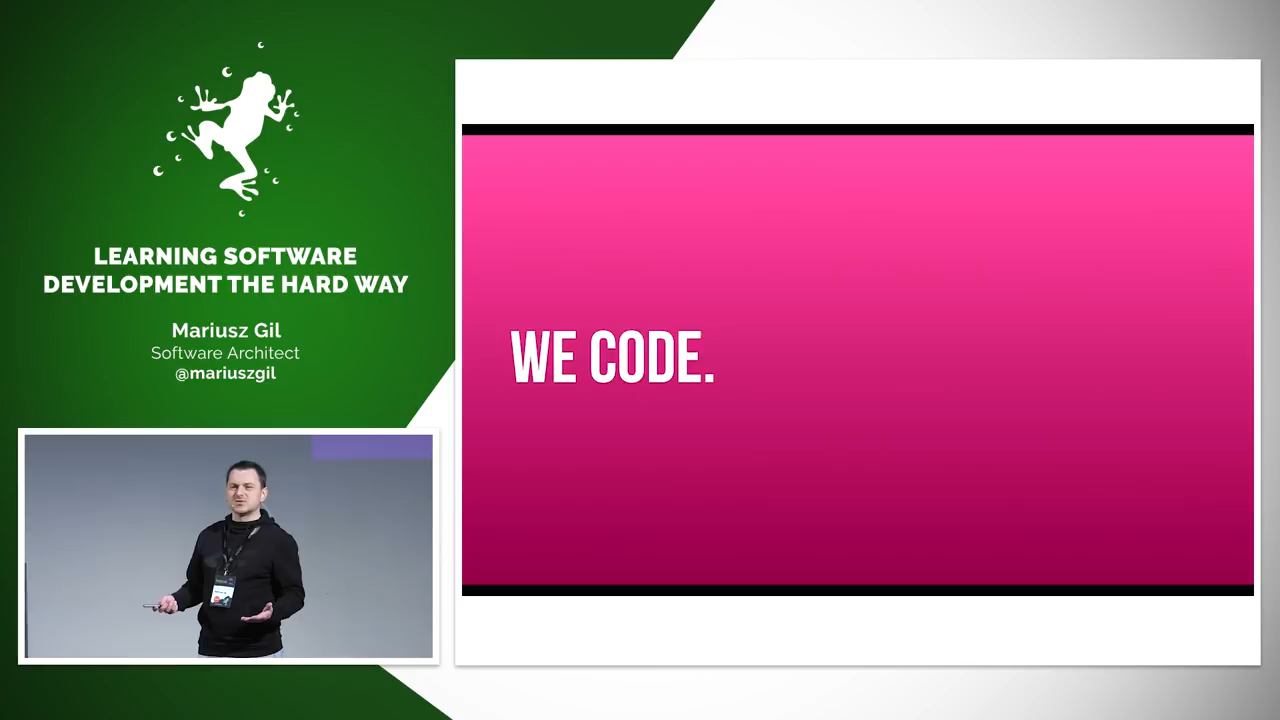 LEARNING SOFTWARE
DEVELOPMENT THE HARD WAY
Mariusz Gil
Software Architect
@mariuszgil
WE CODE.